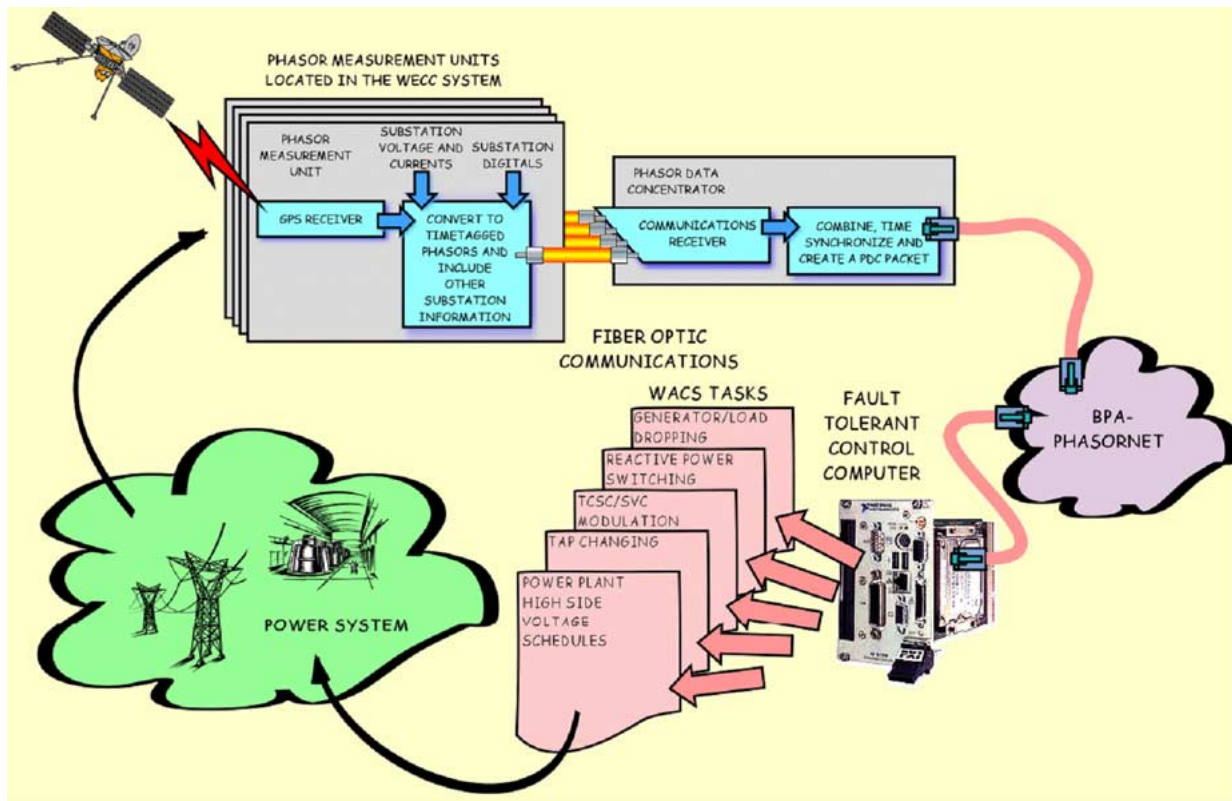 PHASOR MEASUREMENT UNITS
LOCATED IN THE WECC SYSTEM
PHASOR
MEASUREMENT
UNIT
SUBSTATION
VOLTAGE AND
CURRENTS
SUBSTATION
DIGITALS
GPS RECEIVER
CONVERT TO
TIMETAGGED
PHASORS AND
INCLUDE
OTHER
SUBSTATION
INFORMATION
PHASOR DATA
CONCENTRATOR
COMMUNICATIONS
RECEIVER
COMBINE, TIME
SYNCHRONIZE AND
CREATE A PDC PACKET
FIBER OPTIC
COMMUNICATIONS
BPA-
PHASORNET
FAULT
TOLERANT
CONTROL
COMPUTER
PXI
WACS TASKS
GENERATOR/LOAD
DROPPING
REACTIVE POWER
SWITCHING
TCSC/SVC
MODULATION
TAP CHANGING
POWER PLANT
HIGH SIDE
VOLTAGE
SCHEDULES
POWER SYSTEM